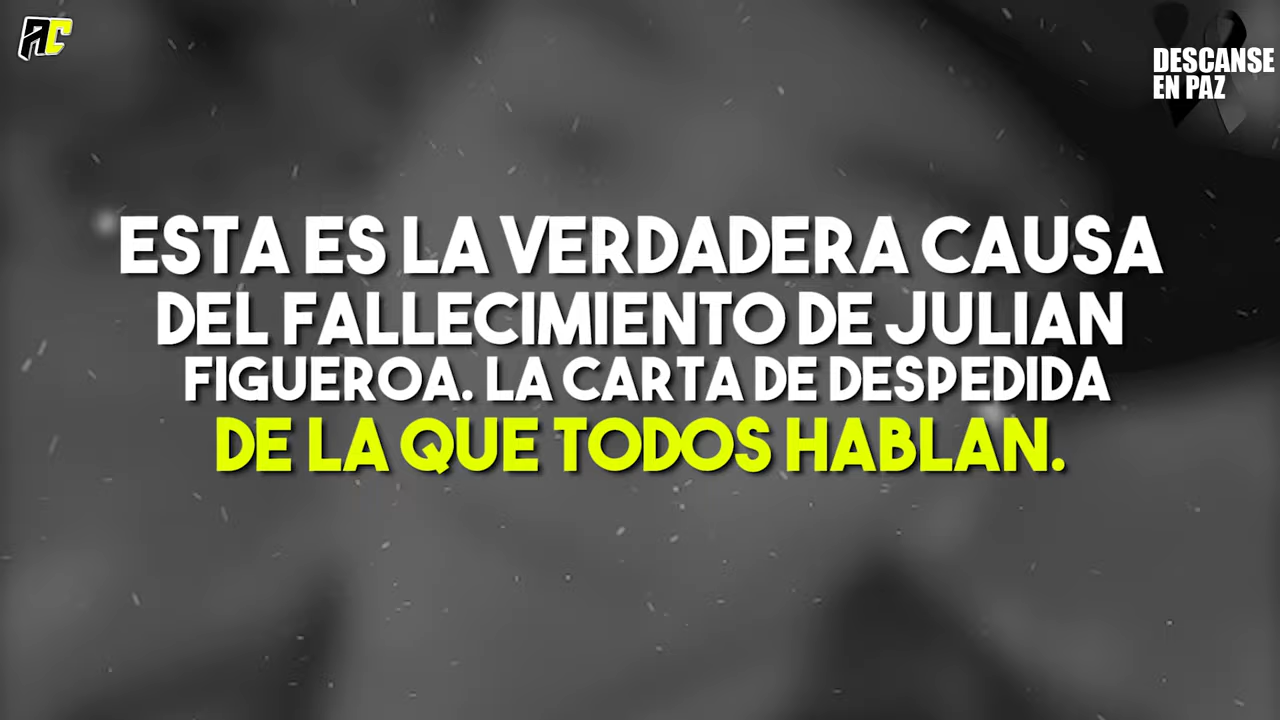 AC
DESCANSE
EN PAZ
ESTA ES LA VERDADERA CAUSA
DEL FALLECIMIENTO DE JULIAN
FIGUEROA. LA CARTA DE DESPEDIDA
DE LA QUE TODOS HABLAN.